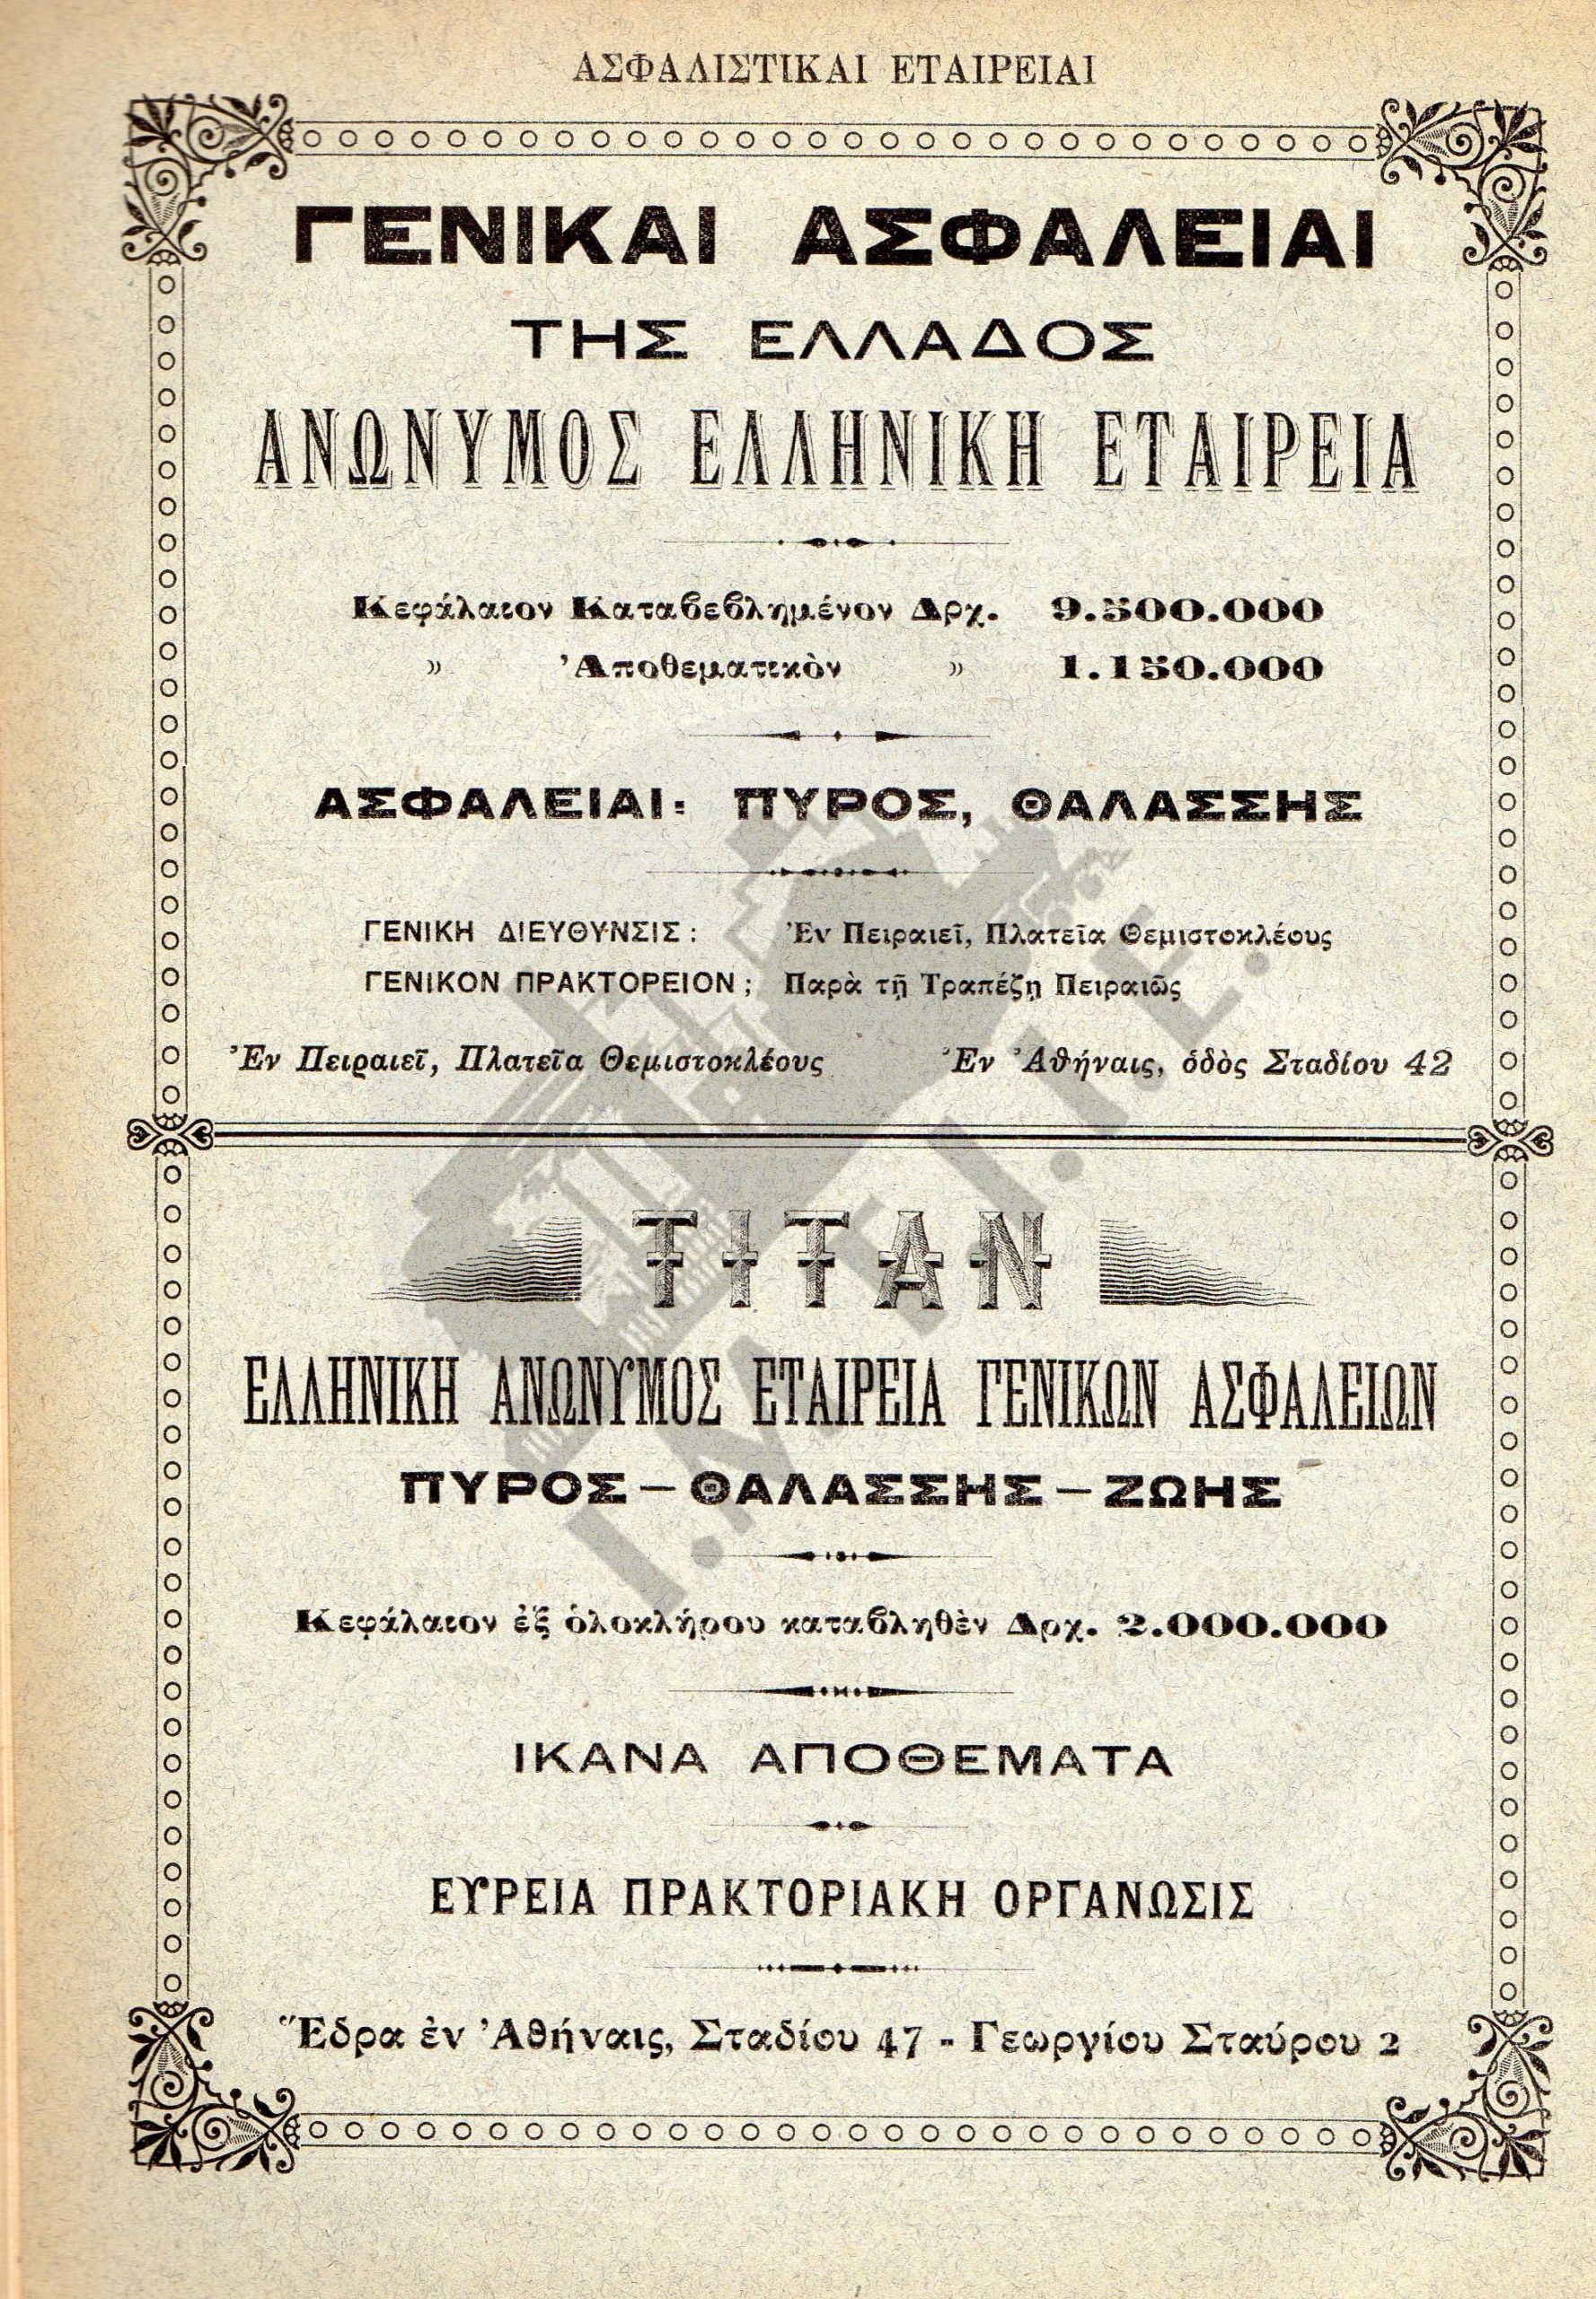 ΑΣΦΑΛΙΣΤΙΚΑΙ ΕΤΑΙΡΕΙΑΙ
ΓΕΝΙΚΑΙ ΑΣΦΑΛΕΙΑΙ
ΤΗΣ ΕΛΛΑΔΟΣ
ΑΝΩΝΥΜΟΣ ΕΛΛΗΝΙΚΗ ΕΤΑΙΡΕΙΑ
Κεφάλαιον Καταβεβλημένον Δρχ. 9.500.000
» Ἀποθεματικὸν » 1.150.000
ΑΣΦΑΛΕΙΑΙ: ΠΥΡΟΣ, ΘΑΛΑΣΣΗΣ
ΓΕΝΙΚΗ ΔΙΕΥΘΥΝΣΙΣ: Ἐν Πειραιεῖ, Πλατεῖα Θεμιστοκλέους
ΓΕΝΙΚΟΝ ΠΡΑΚΤΟΡΕΙΟΝ; Παρὰ τῇ Τραπέζῃ Πειραιῶς
Ἐν Πειραιεῖ, Πλατεῖα Θεμιστοκλέους Ἐν Ἀθήναις, ὁδὸς Σταδίου 42
ΤΙΤΑΝ
ΕΛΛΗΝΙΚΗ ΑΝΩΝΥΜΟΣ ΕΤΑΙΡΕΙΑ ΓΕΝΙΚΩΝ ΑΣΦΑΛΕΙΩΝ
ΠΥΡΟΣ – ΘΑΛΑΣΣΗΣ – ΖΩΗΣ
Κεφάλαιον ἐξ ὁλοκλήρου καταβληθὲν Δρχ. 2.000.000
ΙΚΑΝΑ ΑΠΟΘΕΜΑΤΑ
ΕΥΡΕΙΑ ΠΡΑΚΤΟΡΙΑΚΗ ΟΡΓΑΝΩΣΙΣ
Ἕδρα ἐν Ἀθήναις, Σταδίου 47 - Γεωργίου Σταύρου 2